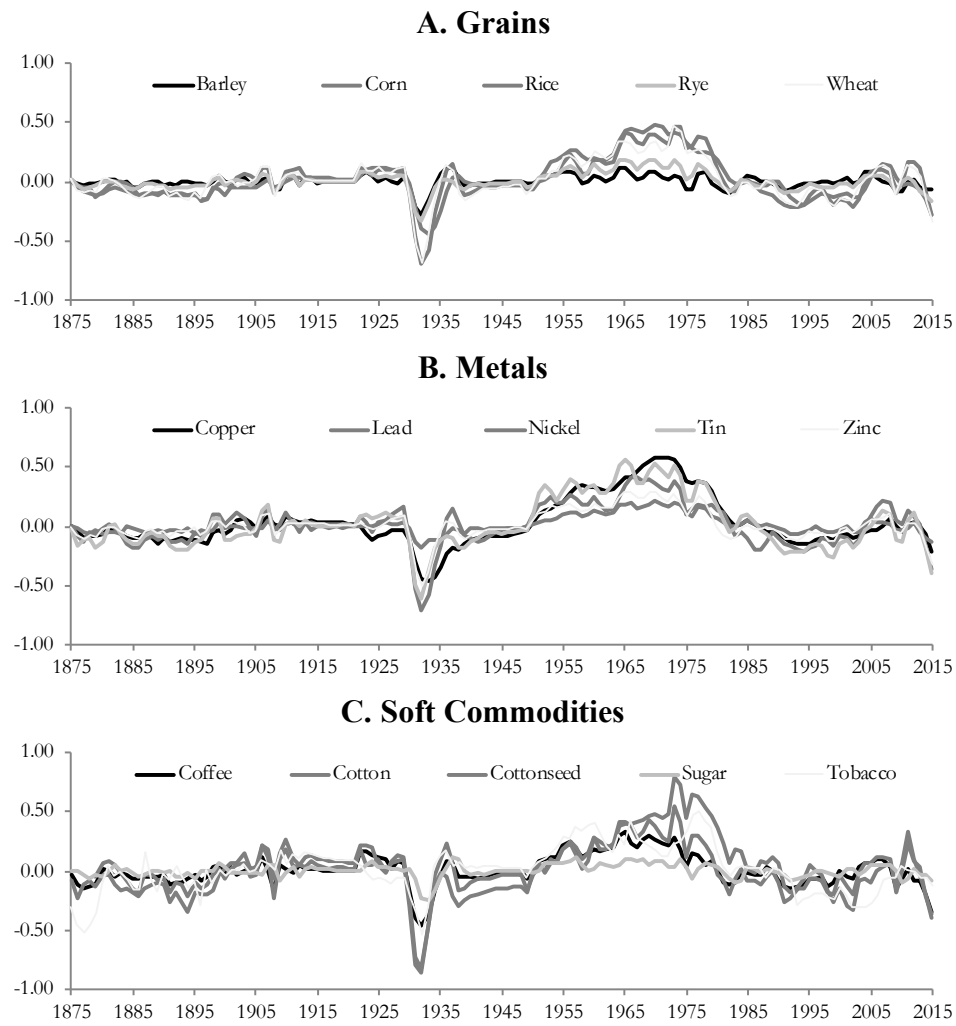 A. Grains
1.00
Barley Corn Rice Rye Wheat
0.50
0.00
-0.50
-1.00
1875 1885 1895 1905 1915 1925 1935 1945 1955 1965 1975 1985 1995 2005 2015
B. Metals
1.00
Copper Lead Nickel Tin Zinc
0.50
0.00
-0.50
-1.00
1875 1885 1895 1905 1915 1925 1935 1945 1955 1965 1975 1985 1995 2005 2015
C. Soft Commodities
1.00
Coffee Cotton Cottonseed Sugar Tobacco
0.50
0.00
-0.50
-1.00
1875 1885 1895 1905 1915 1925 1935 1945 1955 1965 1975 1985 1995 2005 2015